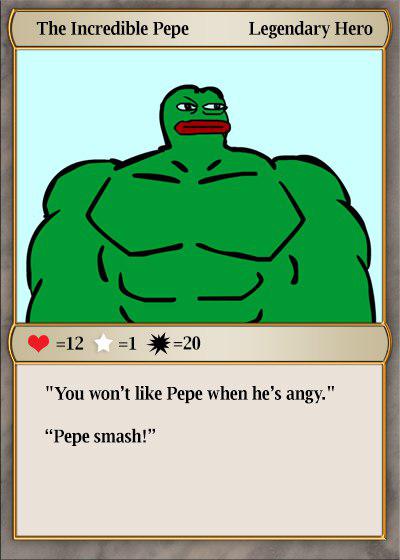 The Incredible Pepe Legendary Hero
=12 =1 =20
"You won't like Pepe when he's angy."
“Pepe smash!”